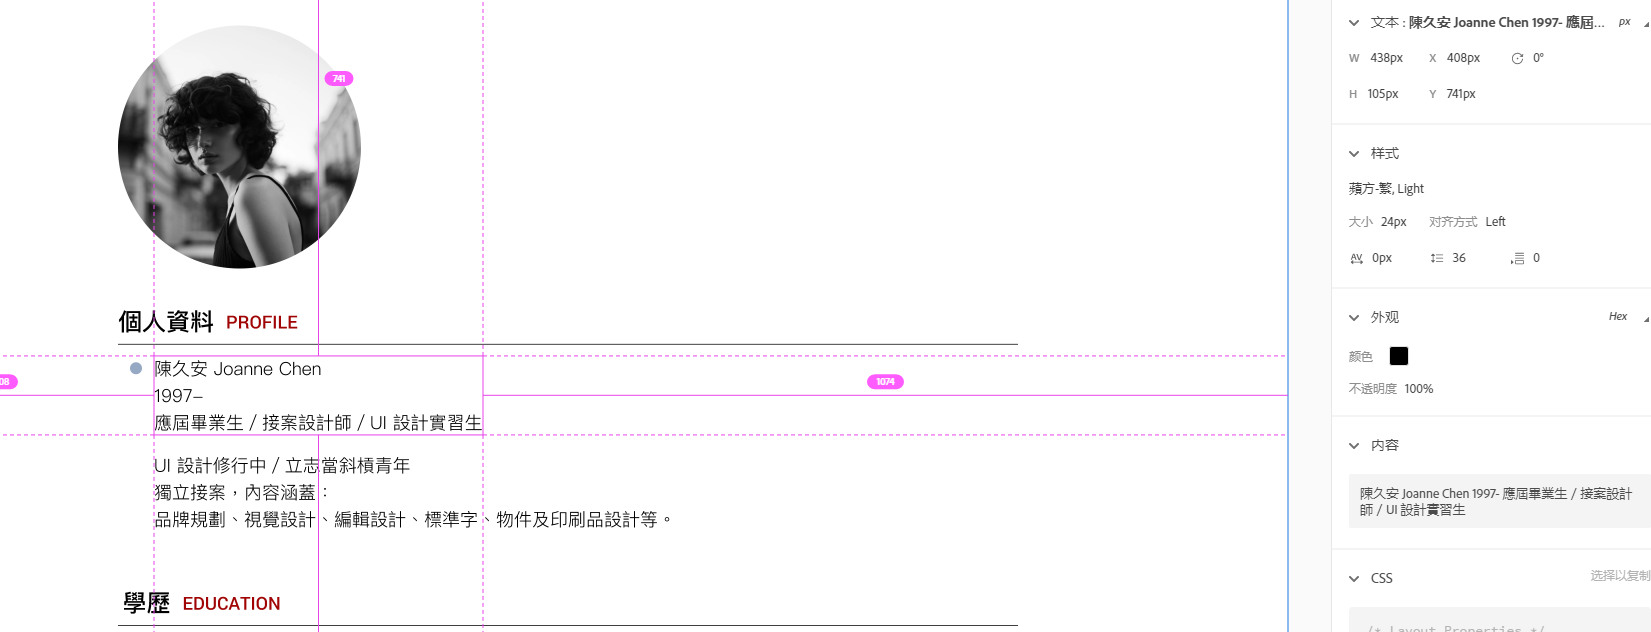 741
個人資料 PROFILE
陳久安 Joanne Chen
1997–
08
1074
應屆畢業生 / 接案設計師 / UI 設計實習生
UI 設計修行中 / 立志當斜槓青年
獨立接案，內容涵蓋：
品牌規劃、視覺設計、編輯設計、標準字、物件及印刷品設計等。
學歷 EDUCATION
文本 : 陳久安 Joanne Chen 1997- 應屆... px
W 438px X 408px 0°
H 105px Y 741px
样式
蘋方-繁, Light
大小 24px 对齐方式 Left
AV 0px 36 0
外观 Hex
颜色
不透明度 100%
内容
陳久安 Joanne Chen 1997- 應屆畢業生 / 接案設計
師 / UI 設計實習生
CSS 选择以复制
/* Layout Properties */